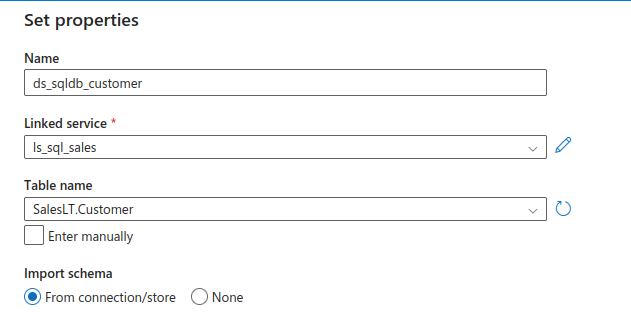 Set properties
Name
ds_sqldb_customer
Linked service *
ls_sql_sales
Table name
SalesLT.Customer
Enter manually
Import schema
From connection/store None